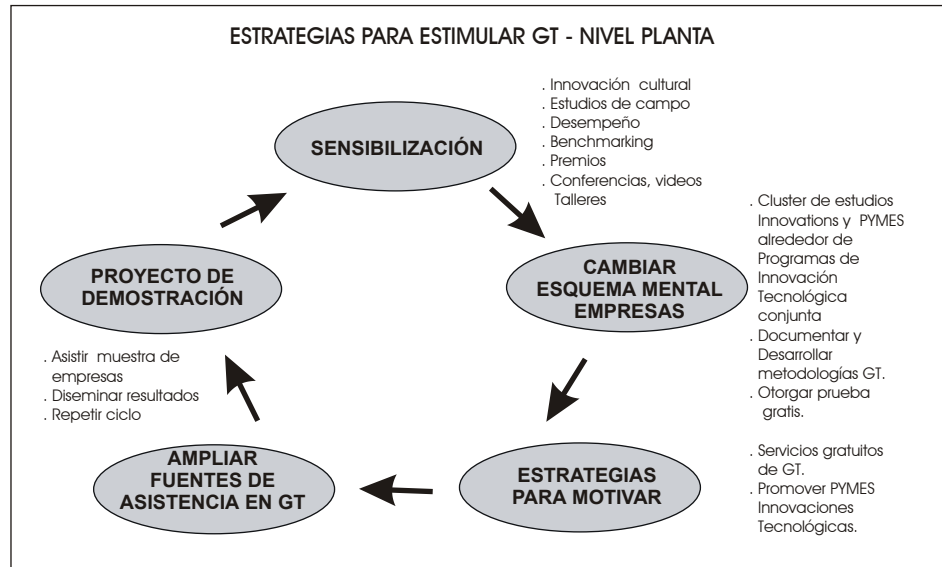 ESTRATEGIAS PARA ESTIMULAR GT - NIVEL PLANTA
SENSIBILIZACIÓN
. Innovación cultural
. Estudios de campo
. Desempeño
. Benchmarking
. Premios
. Conferencias, videos
Talleres
CAMBIAR
ESQUEMA MENTAL
EMPRESAS
. Cluster de estudios
Innovations y PYMES
alrededor de
Programas de
Innovación
Tecnológica
conjunta
. Documentar y
Desarrollar
metodologías GT.
. Otorgar prueba
gratis.
ESTRATEGIAS
PARA MOTIVAR
. Servicios gratuitos
de GT.
. Promover PYMES
Innovaciones
Tecnológicas.
AMPLIAR
FUENTES DE
ASISTENCIA EN GT
PROYECTO DE
DEMOSTRACIÓN
. Asistir muestra de
empresas
. Diseminar resultados
. Repetir ciclo